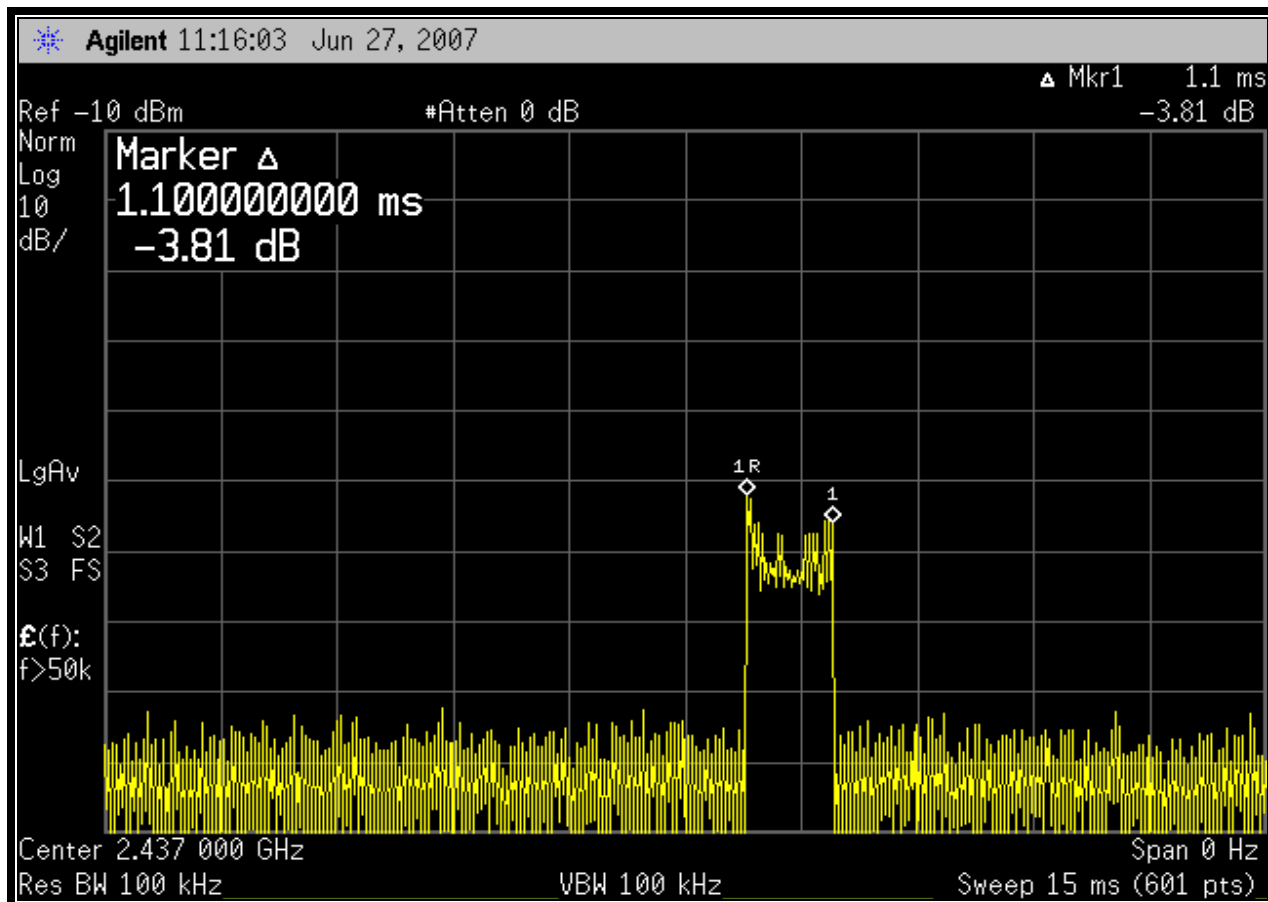 Agilent 11:16:03 Jun 27, 2007
Δ Mkr1 1.1 ms
Ref -10 dBm #Atten 0 dB -3.81 dB
Norm
Log
10
dB/
Marker Δ
1.100000000 ms
-3.81 dB
LgAv
1R
1
W1 S2
S3 FS
£(f):
f>50k
Center 2.437 000 GHz Span 0 Hz
Res BW 100 kHz VBW 100 kHz Sweep 15 ms (601 pts)